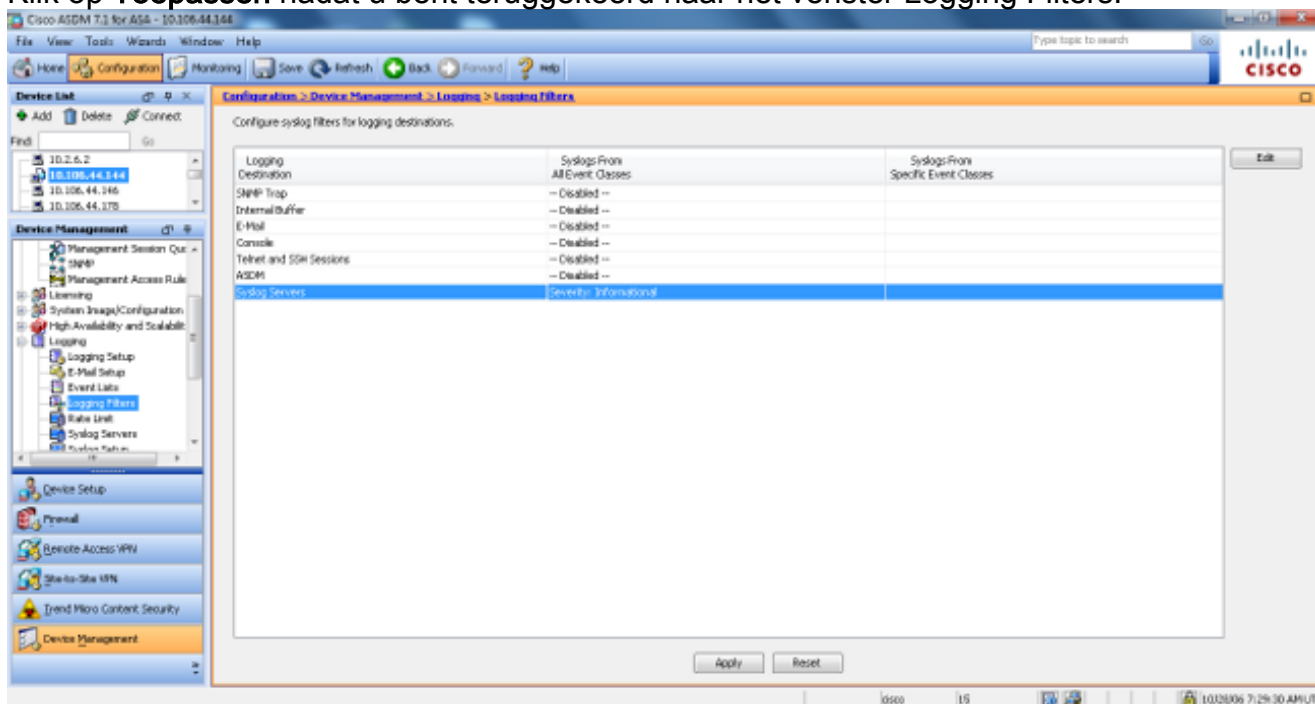 Klik op Toepassen nadat u bent teruggekeerd naar het venster Logging Filters.
Cisco ASDM 7.1 for ASA - 10.106.44.144
File View Tools Wizards Window Help
Type topic to search
Go
Home Configuration Monitoring Save Refresh Back Forward Help
CISCO
Device List
Add Delete Connect
Find:
Go
10.2.6.2
10.106.44.144
10.106.44.146
10.106.44.178
Device Management
Management Session Quo
SNMP
Management Access Rule
Licensing
System Image/Configuration
High Availability and Scalabilit
Logging
Logging Setup
E-Mail Setup
Event Lists
Logging Filters
Rate Limit
Syslog Servers
Syslog Setup
Device Setup
Firewall
Remote Access VPN
Site-to-Site VPN
Trend Micro Content Security
Device Management
Configuration > Device Management > Logging > Logging Filters
Configure syslog filters for logging destinations.
Logging Destination
Syslogs From All Event Classes
Syslogs From Specific Event Classes
Edit
SNMP Trap -- Disabled --
Internal Buffer -- Disabled --
E-Mail -- Disabled --
Console -- Disabled --
Telnet and SSH Sessions -- Disabled --
ASDM -- Disabled --
Syslog Servers Severity: Informational
Apply Reset
cisco 15
7:29:30 AM